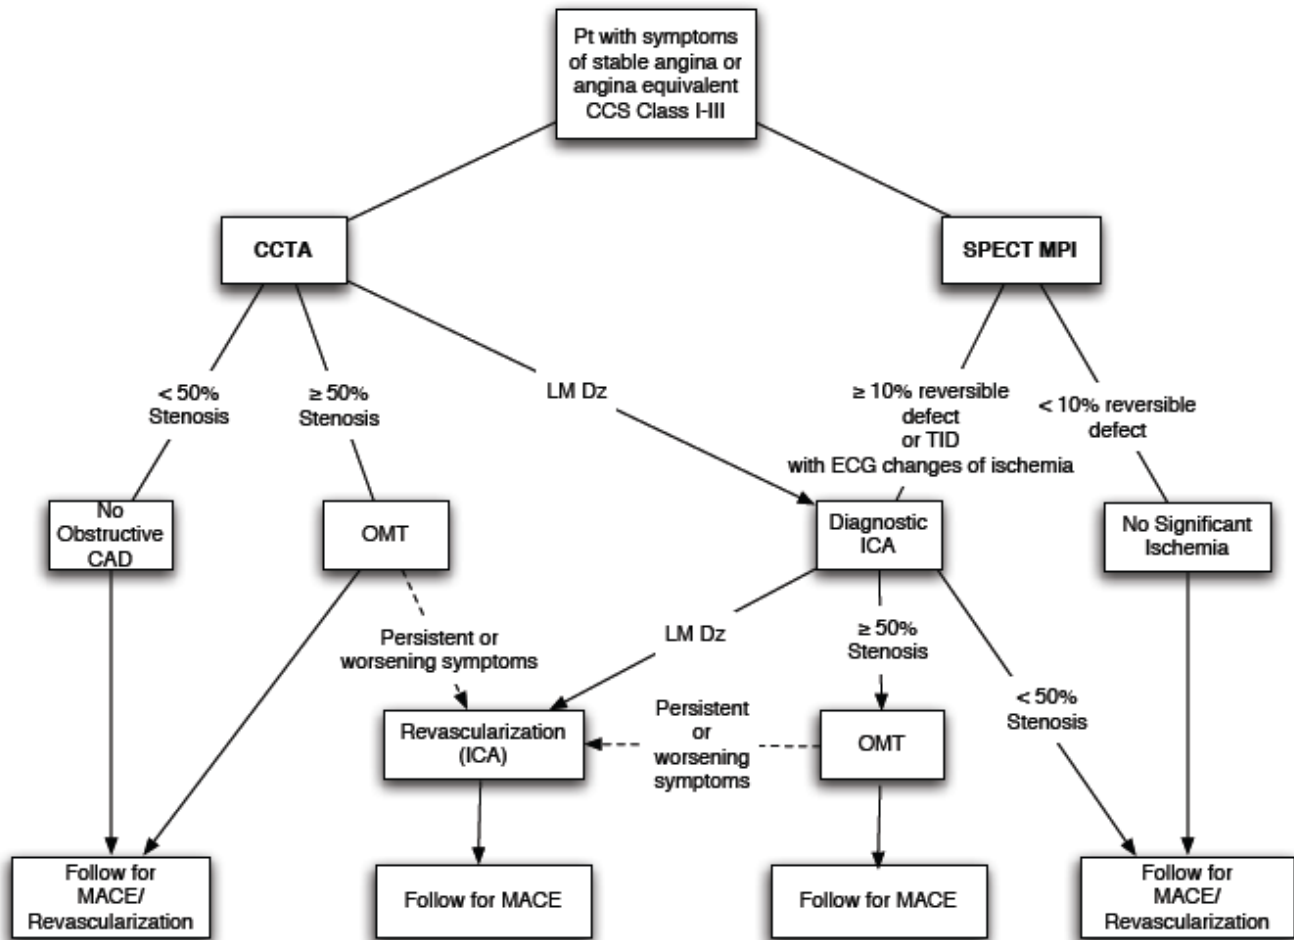 Pt with symptoms
of stable angina or
angina equivalent
CCS Class I-III
CCTA
SPECT MPI
< 50%
Stenosis
≥ 50%
Stenosis
LM Dz
≥ 10% reversible
defect
or TID
with ECG changes of ischemia
< 10% reversible
defect
No
Obstructive
CAD
OMT
Diagnostic
ICA
No Significant
Ischemia
Persistent or
worsening symptoms
LM Dz
≥ 50%
Stenosis
< 50%
Stenosis
Revascularization
(ICA)
Persistent
or
worsening
symptoms
OMT
Follow for
MACE/
Revascularization
Follow for MACE
Follow for MACE
Follow for
MACE/
Revascularization